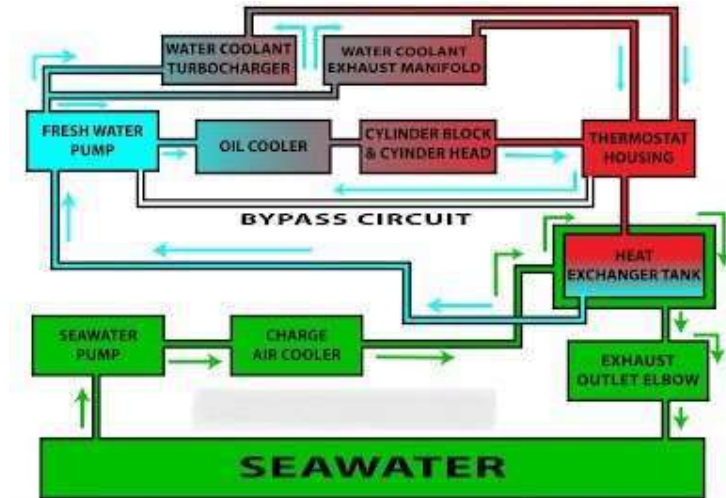 WATER COOLANT
TURBOCHARGER
WATER COOLANT
EXHAUST MANIFOLD
FRESH WATER
PUMP
OIL COOLER
CYLINDER BLOCK
& CYINDER HEAD
THERMOSTAT
HOUSING
BYPASS CIRCUIT
HEAT
EXCHANGER TANK
SEAWATER
PUMP
CHARGE
AIR COOLER
EXHAUST
OUTLET ELBOW
SEAWATER